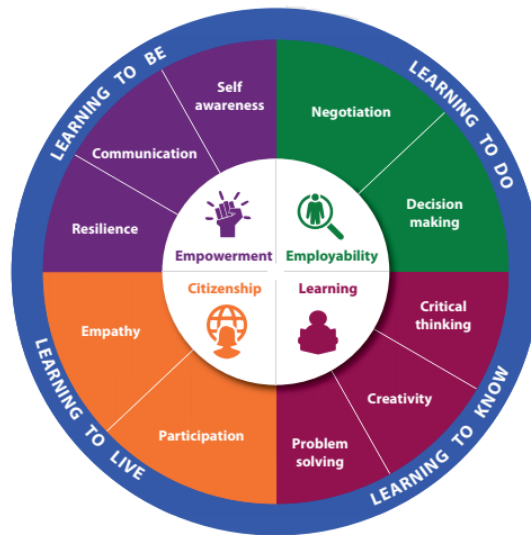 LEARNING TO BE
LEARNING TO DO
Self
awareness
Negotiation
Communication
Decision
making
Resilience
Empowerment
Employability
Citizenship
Learning
Empathy
Critical
thinking
Creativity
Participation
Problem
solving
LEARNING TO LIVE
LEARNING TO KNOW